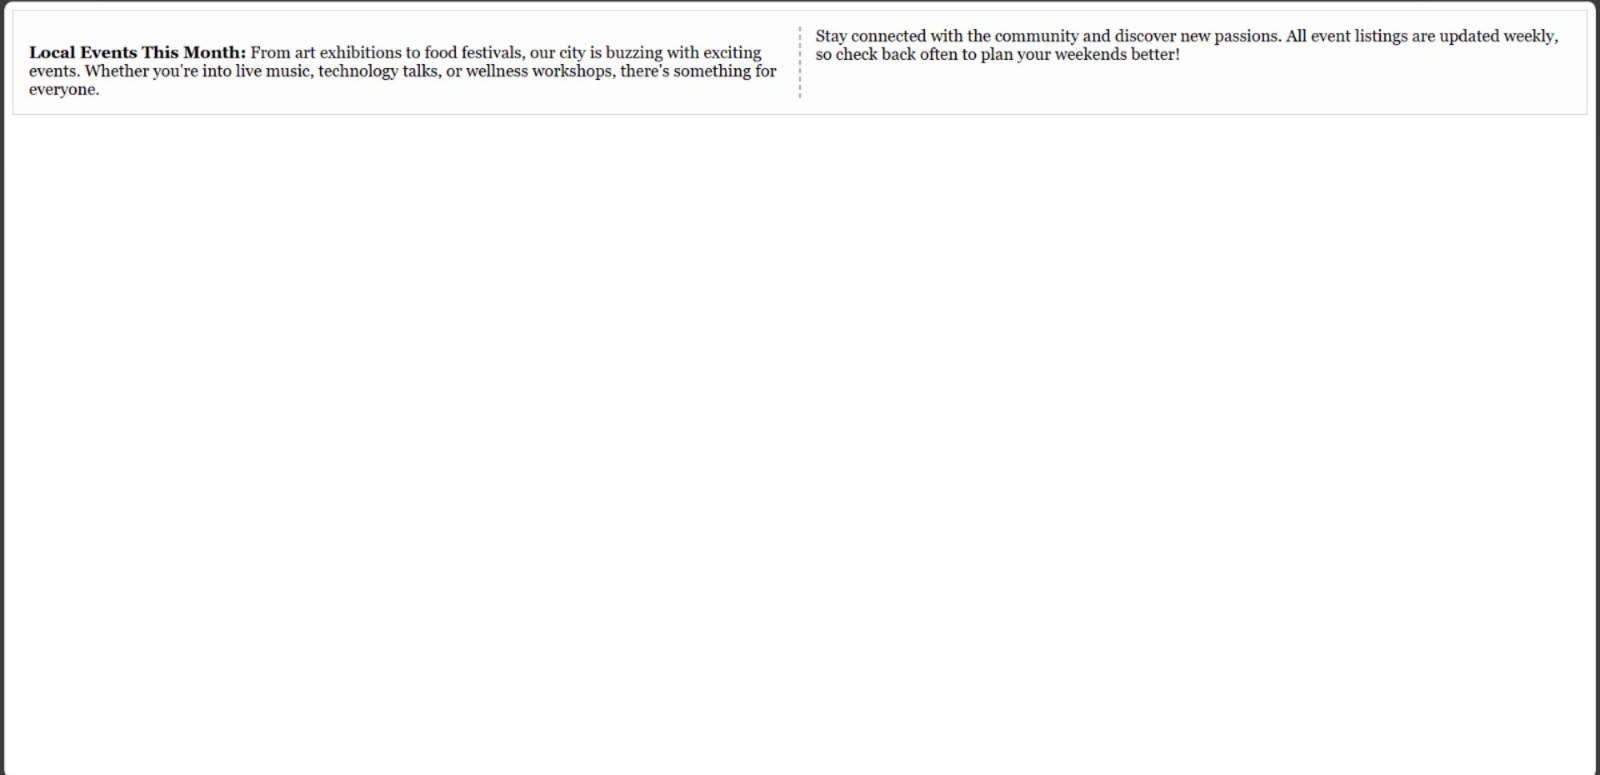 Local Events This Month: From art exhibitions to food festivals, our city is buzzing with exciting
events. Whether you're into live music, technology talks, or wellness workshops, there's something for
everyone.
Stay connected with the community and discover new passions. All event listings are updated weekly,
so check back often to plan your weekends better!